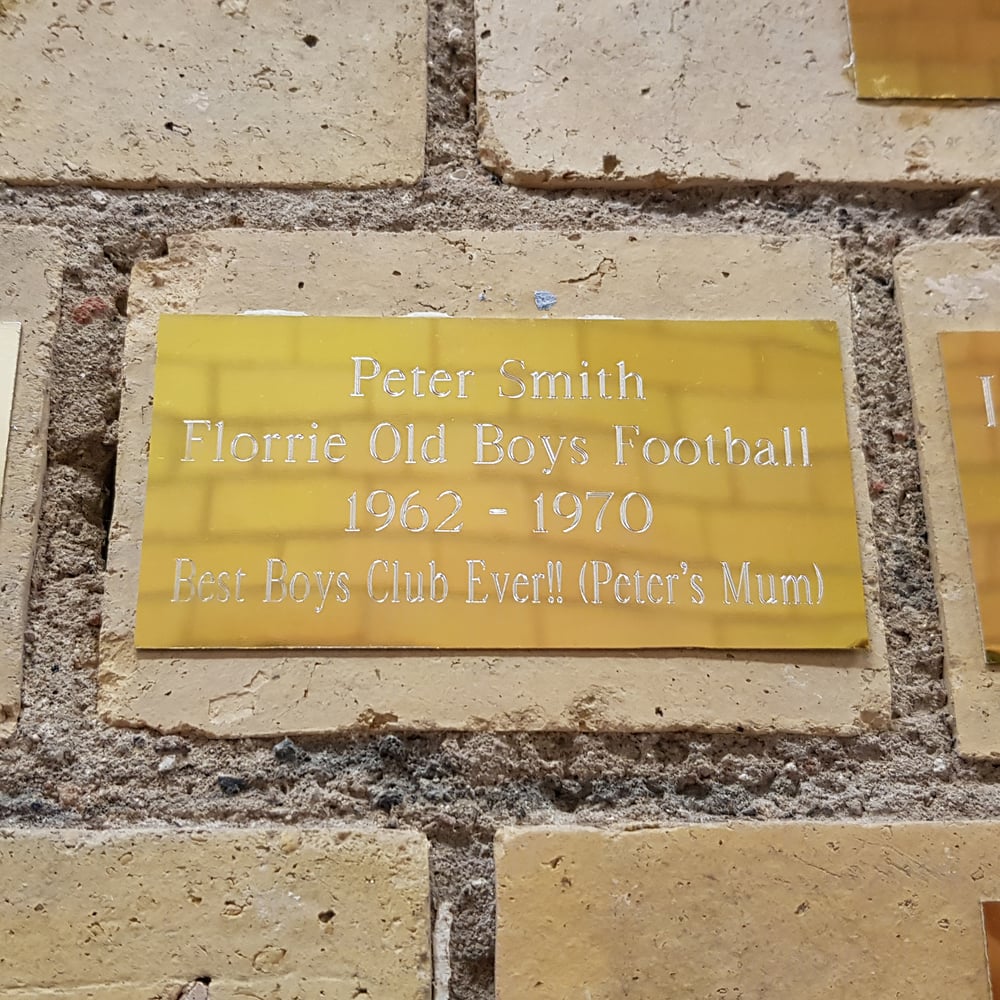 Peter Smith
Florrie Old Boys Football
1962 - 1970
Best Boys Club Ever!! (Peter's Mum)